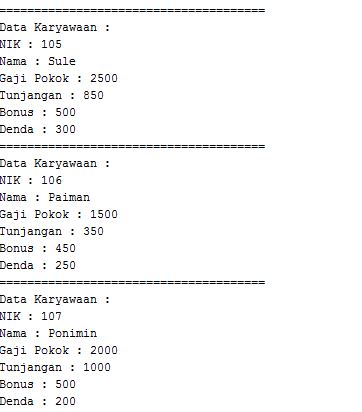 ======================================
Data Karyawaan :
NIK : 105
Nama : Sule
Gaji Pokok : 2500
Tunjangan : 850
Bonus : 500
Denda : 300
======================================
Data Karyawaan :
NIK : 106
Nama : Paiman
Gaji Pokok : 1500
Tunjangan : 350
Bonus : 450
Denda : 250
======================================
Data Karyawaan :
NIK : 107
Nama : Ponimin
Gaji Pokok : 2000
Tunjangan : 1000
Bonus : 500
Denda : 200